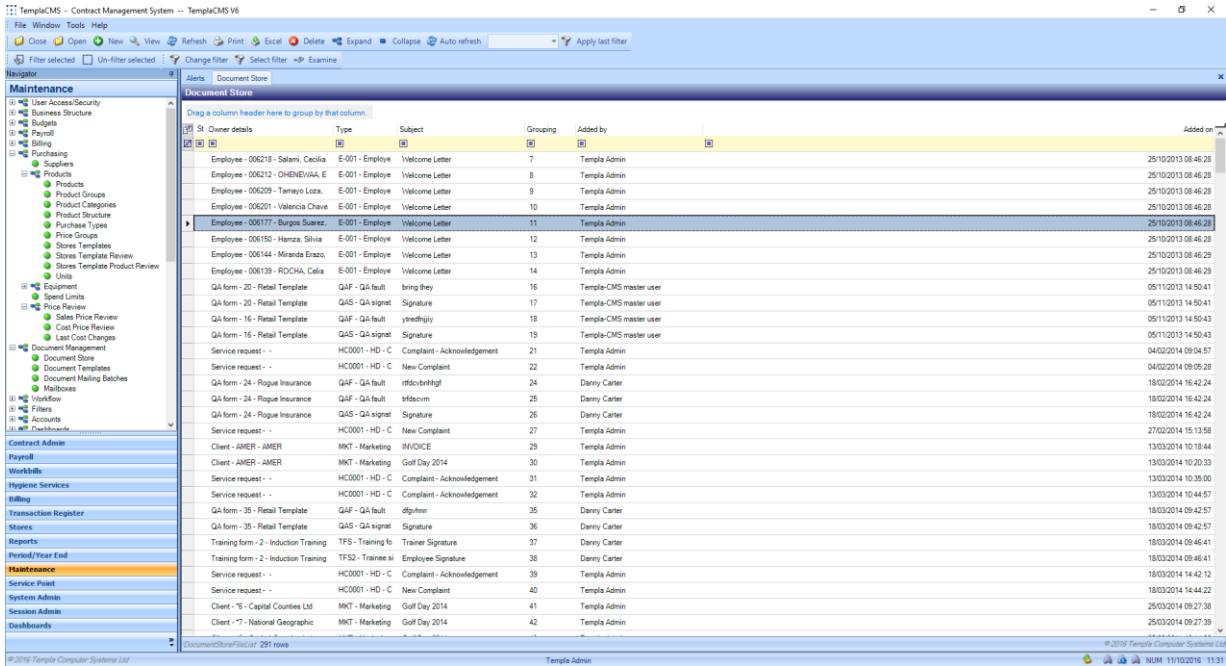 TemplaCMS - Contract Management System -- TemplaCMS V6
File Window Tools Help
Close Open New View Refresh Print Excel Delete Expand Collapse Auto refresh Apply last filter
Filter selected Un-filter selected Change filter Select filter Examine
Navigator
Alerts Document Store
Maintenance
Document Store
User Access/Security
Business Structure
Budgets
Payroll
Billing
Purchasing
Suppliers
Products
Products
Product Groups
Product Categories
Product Structure
Purchase Types
Price Groups
Stores Templates
Stores Template Review
Stores Template Product Review
Units
Equipment
Spend Limits
Price Review
Sales Price Review
Cost Price Review
Last Cost Changes
Document Management
Document Store
Document Templates
Document Mailing Batches
Mailboxes
Workflow
Filters
Accounts
Dashboards
Contract Admin
Payroll
Workbills
Hygiene Services
Billing
Transaction Register
Stores
Reports
Period/Year End
Maintenance
Service Point
System Admin
Session Admin
Dashboards
Drag a column header here to group by that column.
St Owner details Type Subject Grouping Added by Added on
Employee - 006218 - Salami, Cecilia E-001 - Employe Welcome Letter 7 Templa Admin 25/10/2013 08:46:28
Employee - 006212 - OHENEWAA, E E-001 - Employe Welcome Letter 8 Templa Admin 25/10/2013 08:46:28
Employee - 006209 - Tamayo Loza, E-001 - Employe Welcome Letter 9 Templa Admin 25/10/2013 08:46:28
Employee - 006201 - Valencia Chave E-001 - Employe Welcome Letter 10 Templa Admin 25/10/2013 08:46:28
Employee - 006177 - Burgos Suarez, E-001 - Employe Welcome Letter 11 Templa Admin 25/10/2013 08:46:28
Employee - 006150 - Hamza, Silvia E-001 - Employe Welcome Letter 12 Templa Admin 25/10/2013 08:46:28
Employee - 006144 - Miranda Erazo, E-001 - Employe Welcome Letter 13 Templa Admin 25/10/2013 08:46:29
Employee - 006139 - ROCHA, Celia E-001 - Employe Welcome Letter 14 Templa Admin 25/10/2013 08:46:29
QA form - 20 - Retail Template QAF - QA fault bring they 16 Templa-CMS master user 05/11/2013 14:50:41
QA form - 20 - Retail Template QAS - QA signat Signature 17 Templa-CMS master user 05/11/2013 14:50:41
QA form - 16 - Retail Template QAF - QA fault ytredfnjjiy 18 Templa-CMS master user 05/11/2013 14:50:43
QA form - 16 - Retail Template QAS - QA signat Signature 19 Templa-CMS master user 05/11/2013 14:50:43
Service request - - HC0001 - HD - C Complaint - Acknowledgement 21 Templa Admin 04/02/2014 09:04:57
Service request - - HC0001 - HD - C New Complaint 22 Templa Admin 04/02/2014 09:05:28
QA form - 24 - Rogue Insurance QAF - QA fault rtfdcvbnhhgf 24 Danny Carter 18/02/2014 16:42:24
QA form - 24 - Rogue Insurance QAF - QA fault trfdscvm 25 Danny Carter 18/02/2014 16:42:24
QA form - 24 - Rogue Insurance QAS - QA signat Signature 26 Danny Carter 18/02/2014 16:42:24
Service request - - HC0001 - HD - C New Complaint 27 Templa Admin 27/02/2014 15:13:58
Client - AMER - AMER MKT - Marketing INVOICE 29 Templa Admin 13/03/2014 10:18:44
Client - AMER - AMER MKT - Marketing Golf Day 2014 30 Templa Admin 13/03/2014 10:20:33
Service request - - HC0001 - HD - C Complaint - Acknowledgement 31 Templa Admin 13/03/2014 10:35:00
Service request - - HC0001 - HD - C Complaint - Acknowledgement 32 Templa Admin 13/03/2014 10:44:57
QA form - 35 - Retail Template QAF - QA fault dfgvhnn 35 Danny Carter 18/03/2014 09:42:57
QA form - 35 - Retail Template QAS - QA signat Signature 36 Danny Carter 18/03/2014 09:42:57
Training form - 2 - Induction Training TFS - Training fo Trainer Signature 37 Danny Carter 18/03/2014 09:46:41
Training form - 2 - Induction Training TFS2 - Trainee si Employee Signature 38 Danny Carter 18/03/2014 09:46:41
Service request - - HC0001 - HD - C Complaint - Acknowledgement 39 Templa Admin 18/03/2014 14:42:12
Service request - - HC0001 - HD - C New Complaint 40 Templa Admin 18/03/2014 14:44:22
Client - "6 - Capital Counties Ltd MKT - Marketing Golf Day 2014 41 Templa Admin 25/03/2014 09:27:38
Client - "7 - National Geographic MKT - Marketing Golf Day 2014 42 Templa Admin 25/03/2014 09:27:39
DocumentStoreFileList 291 rows © 2016 Templa Computer Systems Ltd
© 2016 Templa Computer Systems Ltd Templa Admin NUM 11/10/2016 11:31